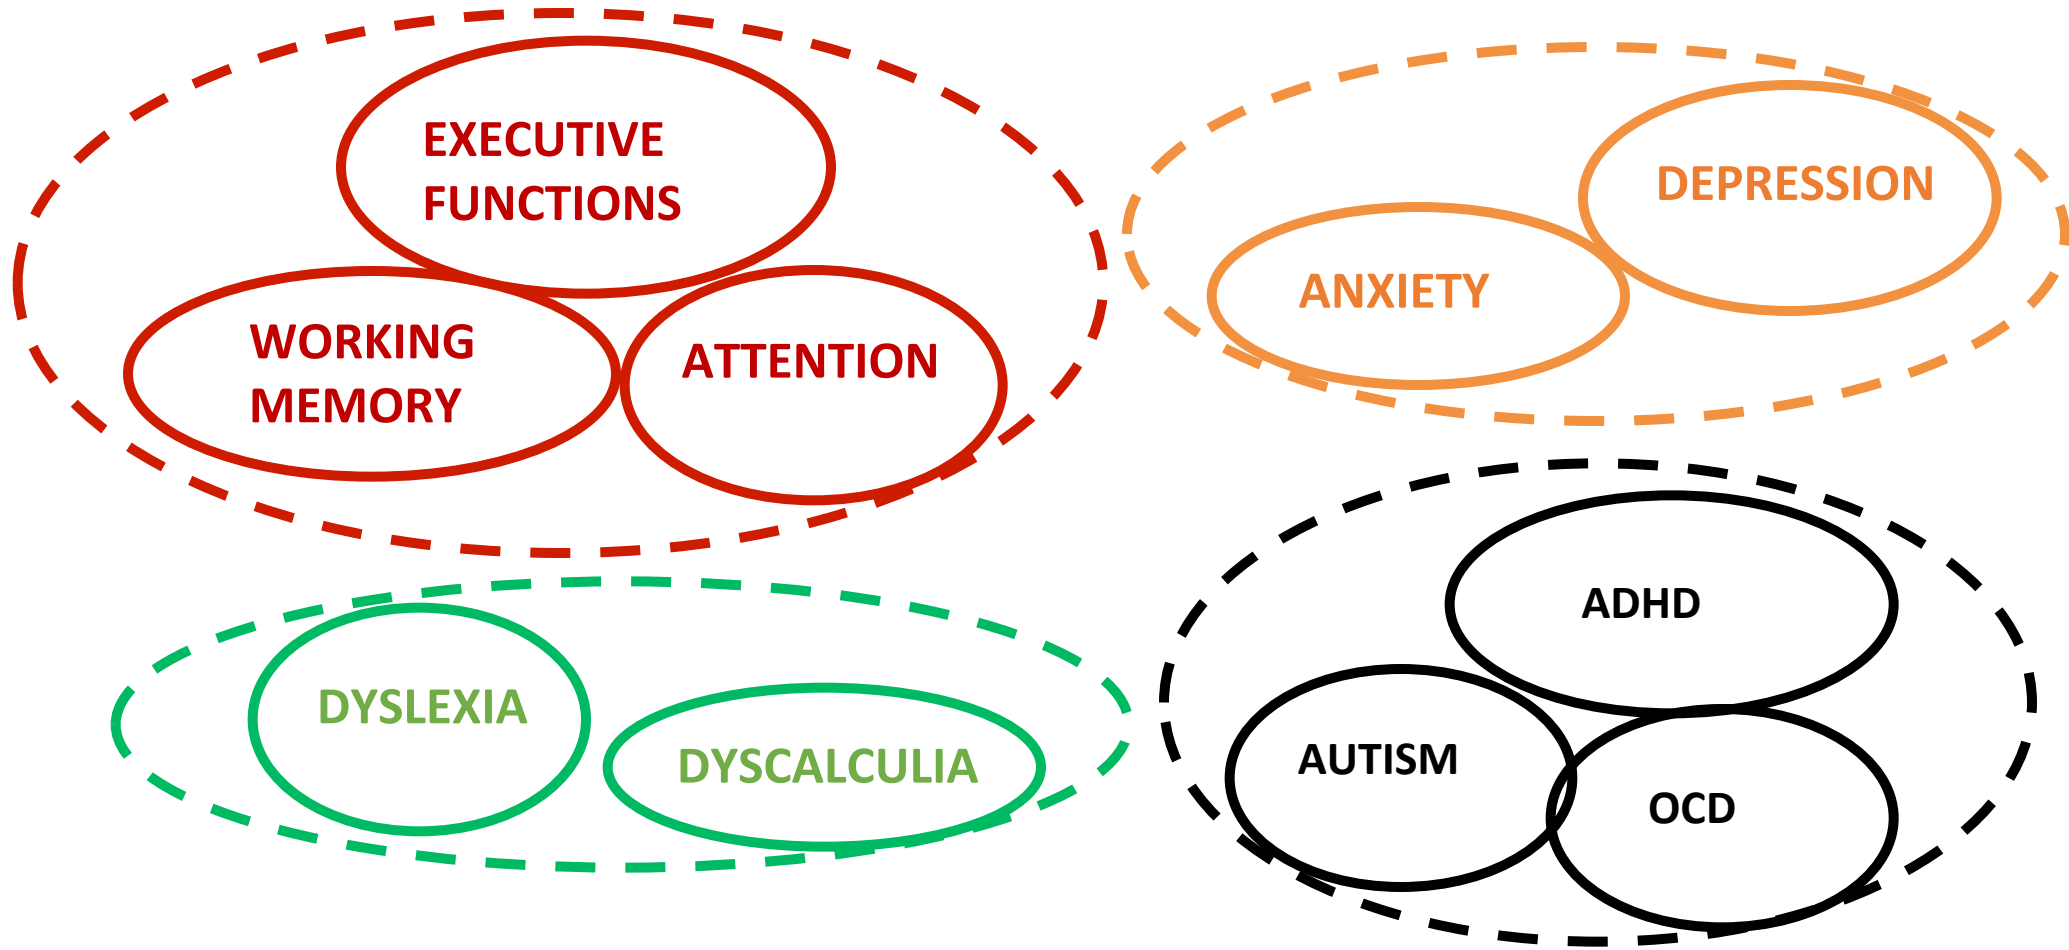 EXECUTIVE
FUNCTIONS
WORKING
MEMORY
ATTENTION
DEPRESSION
ANXIETY
DYSLEXIA
DYSCALCULIA
ADHD
AUTISM
OCD